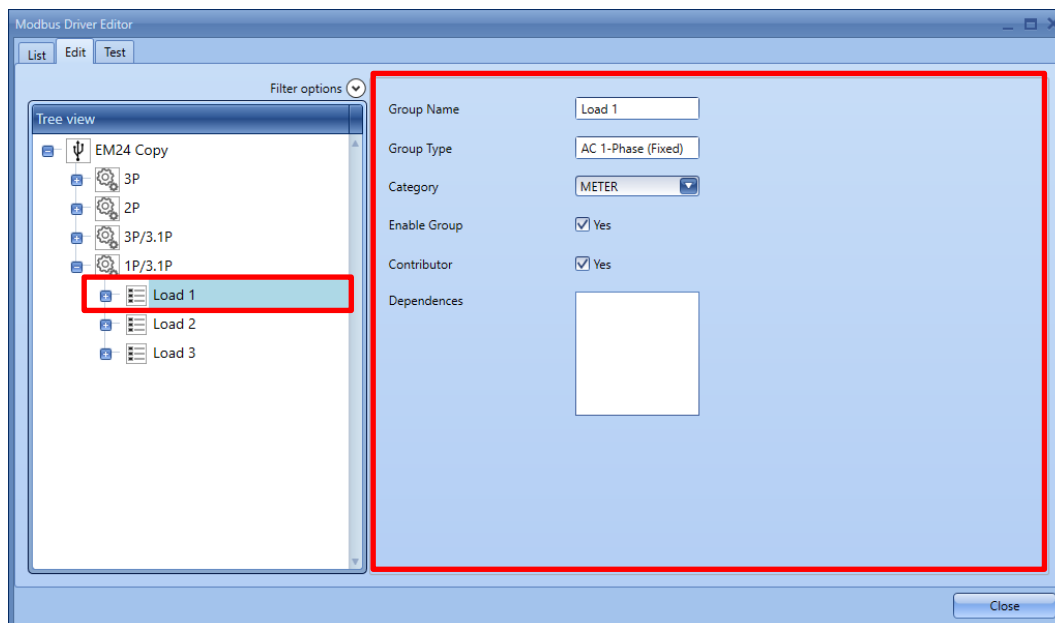 Modbus Driver Editor
List Edit Test
Filter options
Tree view
EM24 Copy
3P
2P
3P/3.1P
1P/3.1P
Load 1
Load 2
Load 3
Group Name Load 1
Group Type AC 1-Phase (Fixed)
Category METER
Enable Group Yes
Contributor Yes
Dependences
Close